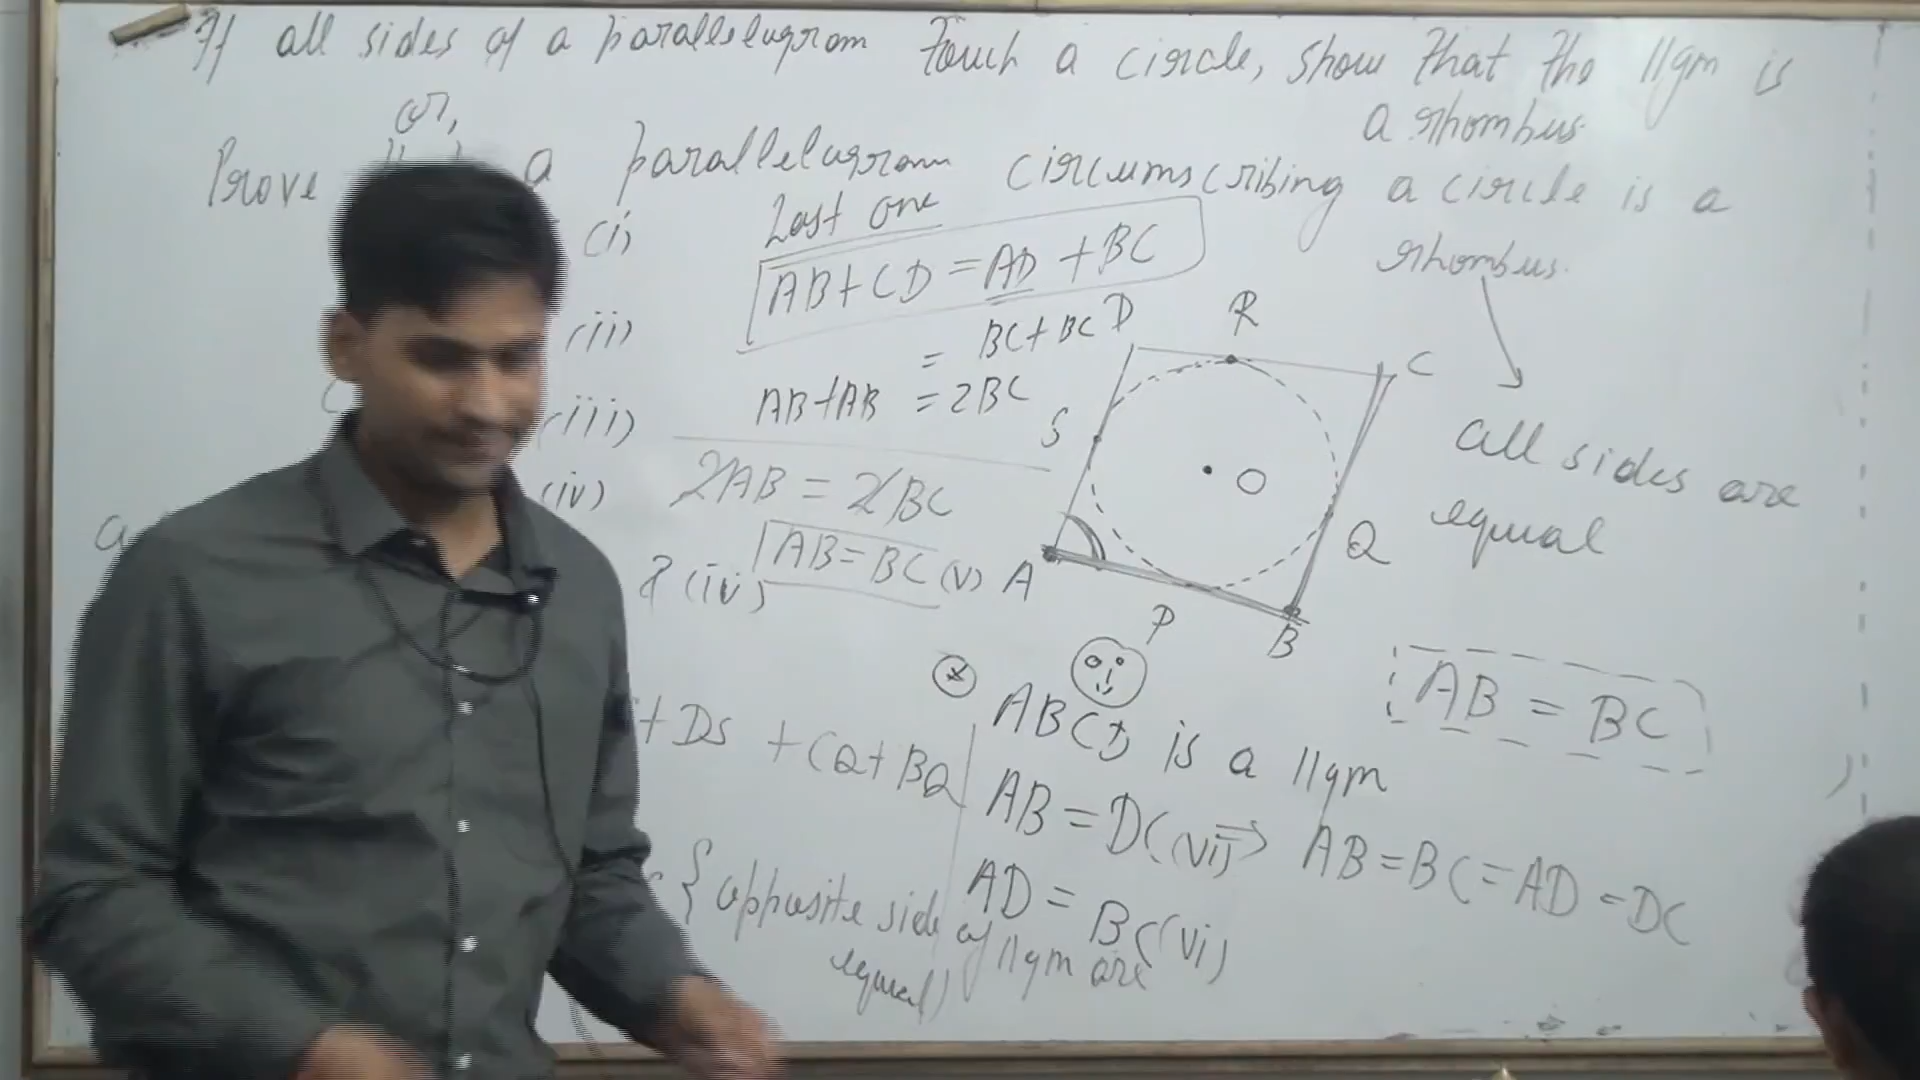 If all sides of a parallelogram touch a circle, show that the llgm is
a rhombus.
or,
Prove a parallelogram circumscribing a circle is a
rhombus.
(i)
Last one
AB+CD = AD + BC
(ii)
= BC + BC
(iii)
AB+AB = 2BC
(iv)
2AB = 2BC
& (iv)
AB = BC (v)
D R C
S O Q
A P B
all sides are
equal
AB = BC
+ DS + CQ + BQ
ABCD is a llgm
AB = DC (vii) ⇒ AB = BC = AD = DC
AD = BC (vi)
{opposite side of llgm are
equal}